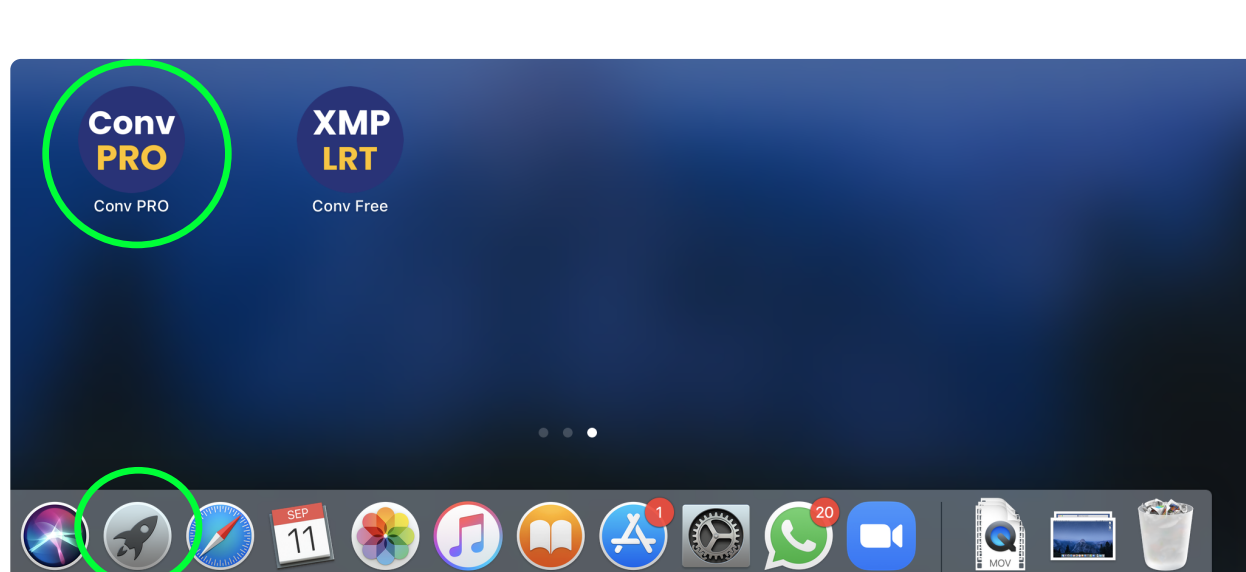 Conv
PRO
Conv PRO
XMP
LRT
Conv Free
SEP
11
1
20
MOV